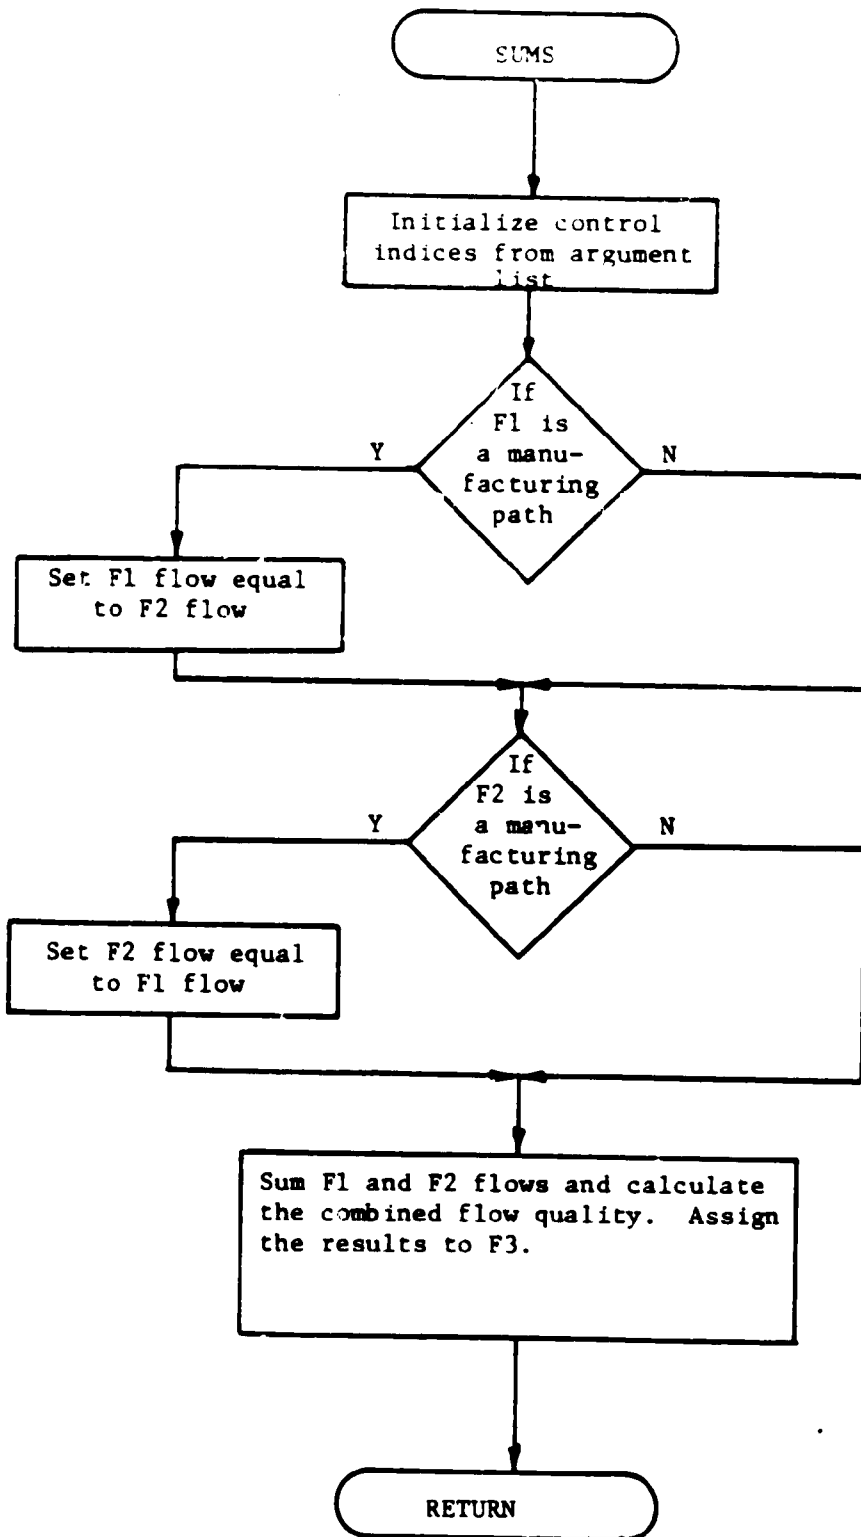 SUMS
Initialize control
indices from argument
list
If
F1 is
a manu-
facturing
path
Y
N
Set F1 flow equal
to F2 flow
If
F2 is
a manu-
facturing
path
Y
N
Set F2 flow equal
to F1 flow
Sum F1 and F2 flows and calculate
the combined flow quality. Assign
the results to F3.
RETURN